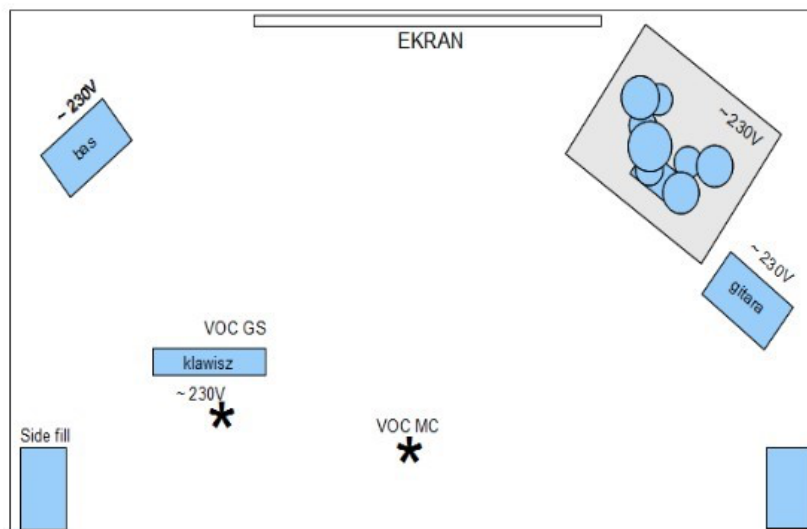 EKRAN
~ 230V
bas
~230V
~ 230V
gitara
VOC GS
klawisz
~ 230V
VOC MC
*
*
Side fill